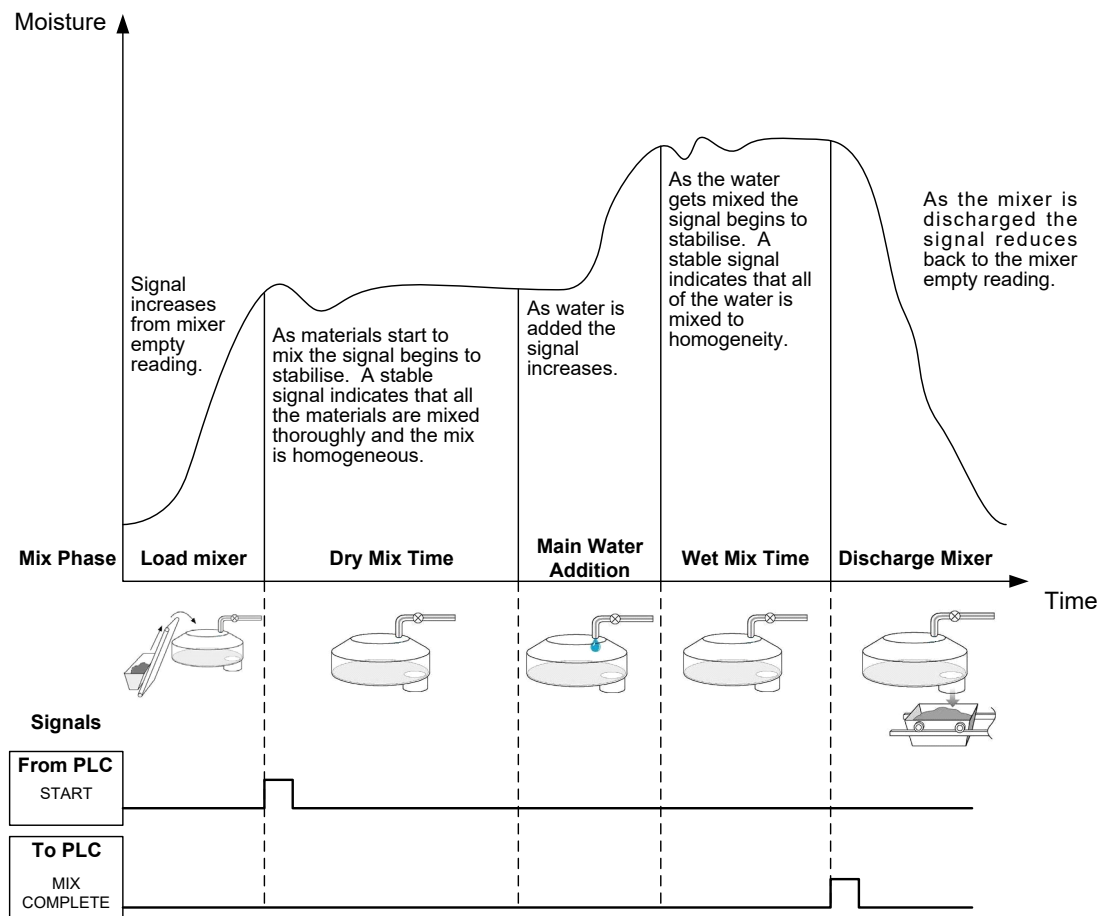 Moisture
Signal
increases
from mixer
empty
reading.
As materials start to
mix the signal begins to
stabilise.  A stable
signal indicates that all
the materials are mixed
thoroughly and the mix
is homogeneous.
As water is
added the
signal
increases.
As the water
gets mixed the
signal begins to
stabilise.  A
stable signal
indicates that all
of the water is
mixed to
homogeneity.
As the mixer is
discharged the
signal reduces
back to the mixer
empty reading.
Mix Phase
Load mixer
Dry Mix Time
Main Water
Addition
Wet Mix Time
Discharge Mixer
Time
Signals
From PLC
START
To PLC
MIX
COMPLETE